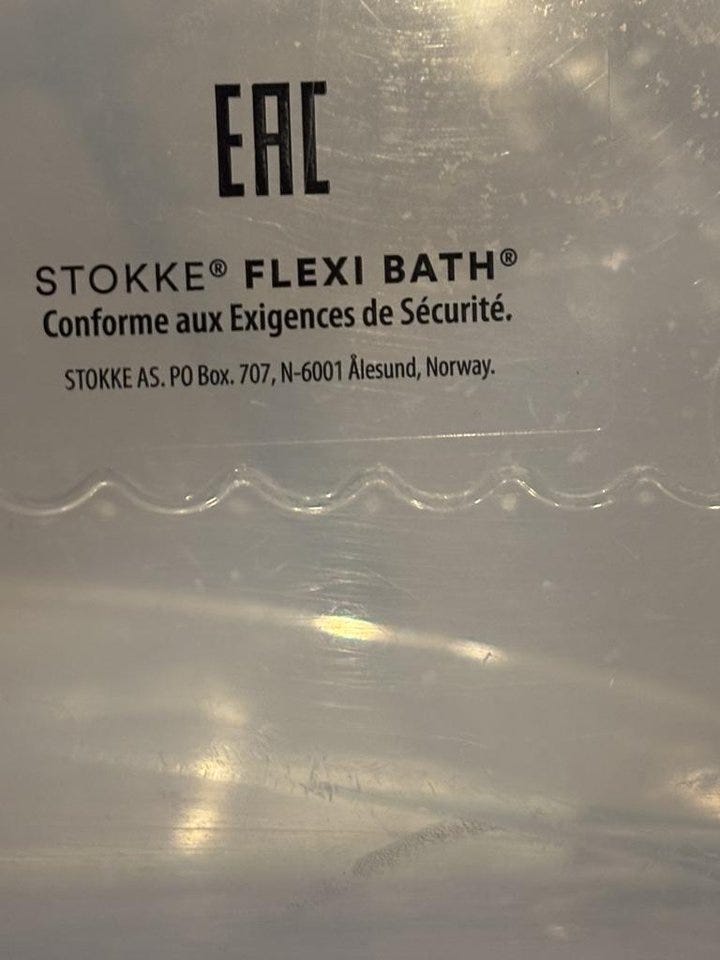 EAC
STOKKE® FLEXI BATH®
Conforme aux Exigences de Sécurité.
STOKKE AS. PO Box. 707, N-6001 Ålesund, Norway.